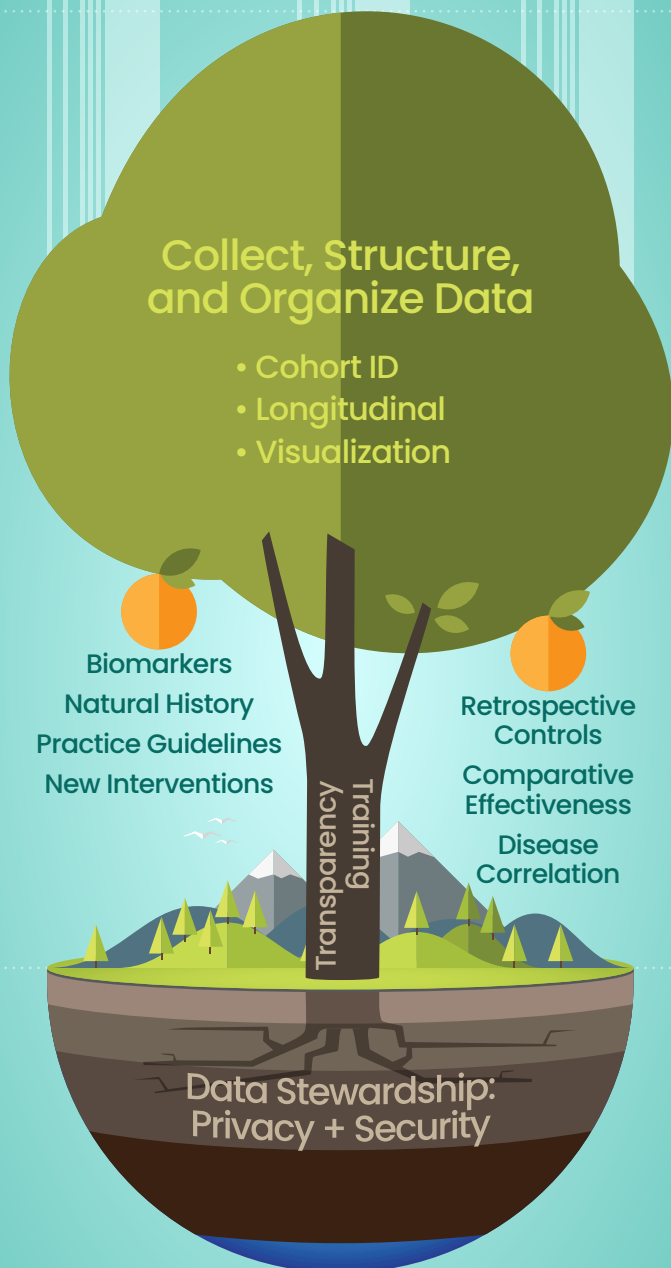 Collect, Structure,
and Organize Data
• Cohort ID
• Longitudinal
• Visualization
Biomarkers
Natural History
Practice Guidelines
New Interventions
Retrospective
Controls
Comparative
Effectiveness
Disease
Correlation
Transparency
Training
Data Stewardship:
Privacy + Security